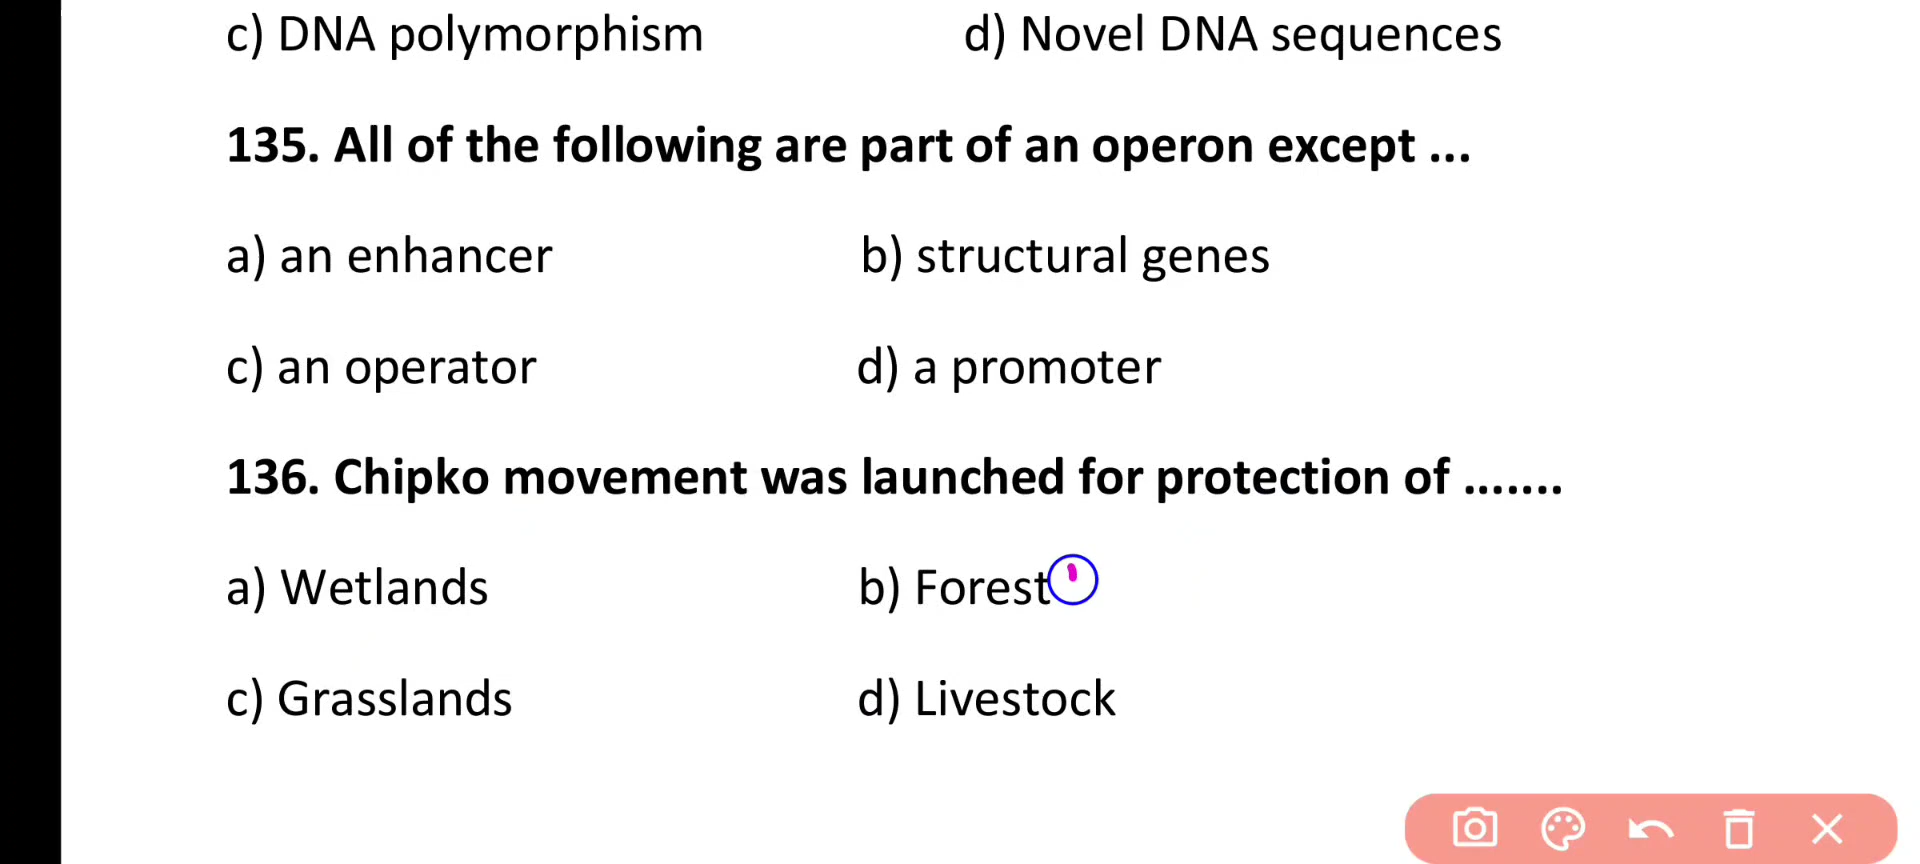 c) DNA polymorphism d) Novel DNA sequences
135. All of the following are part of an operon except ...
a) an enhancer b) structural genes
c) an operator d) a promoter
136. Chipko movement was launched for protection of .......
a) Wetlands b) Forest
c) Grasslands d) Livestock